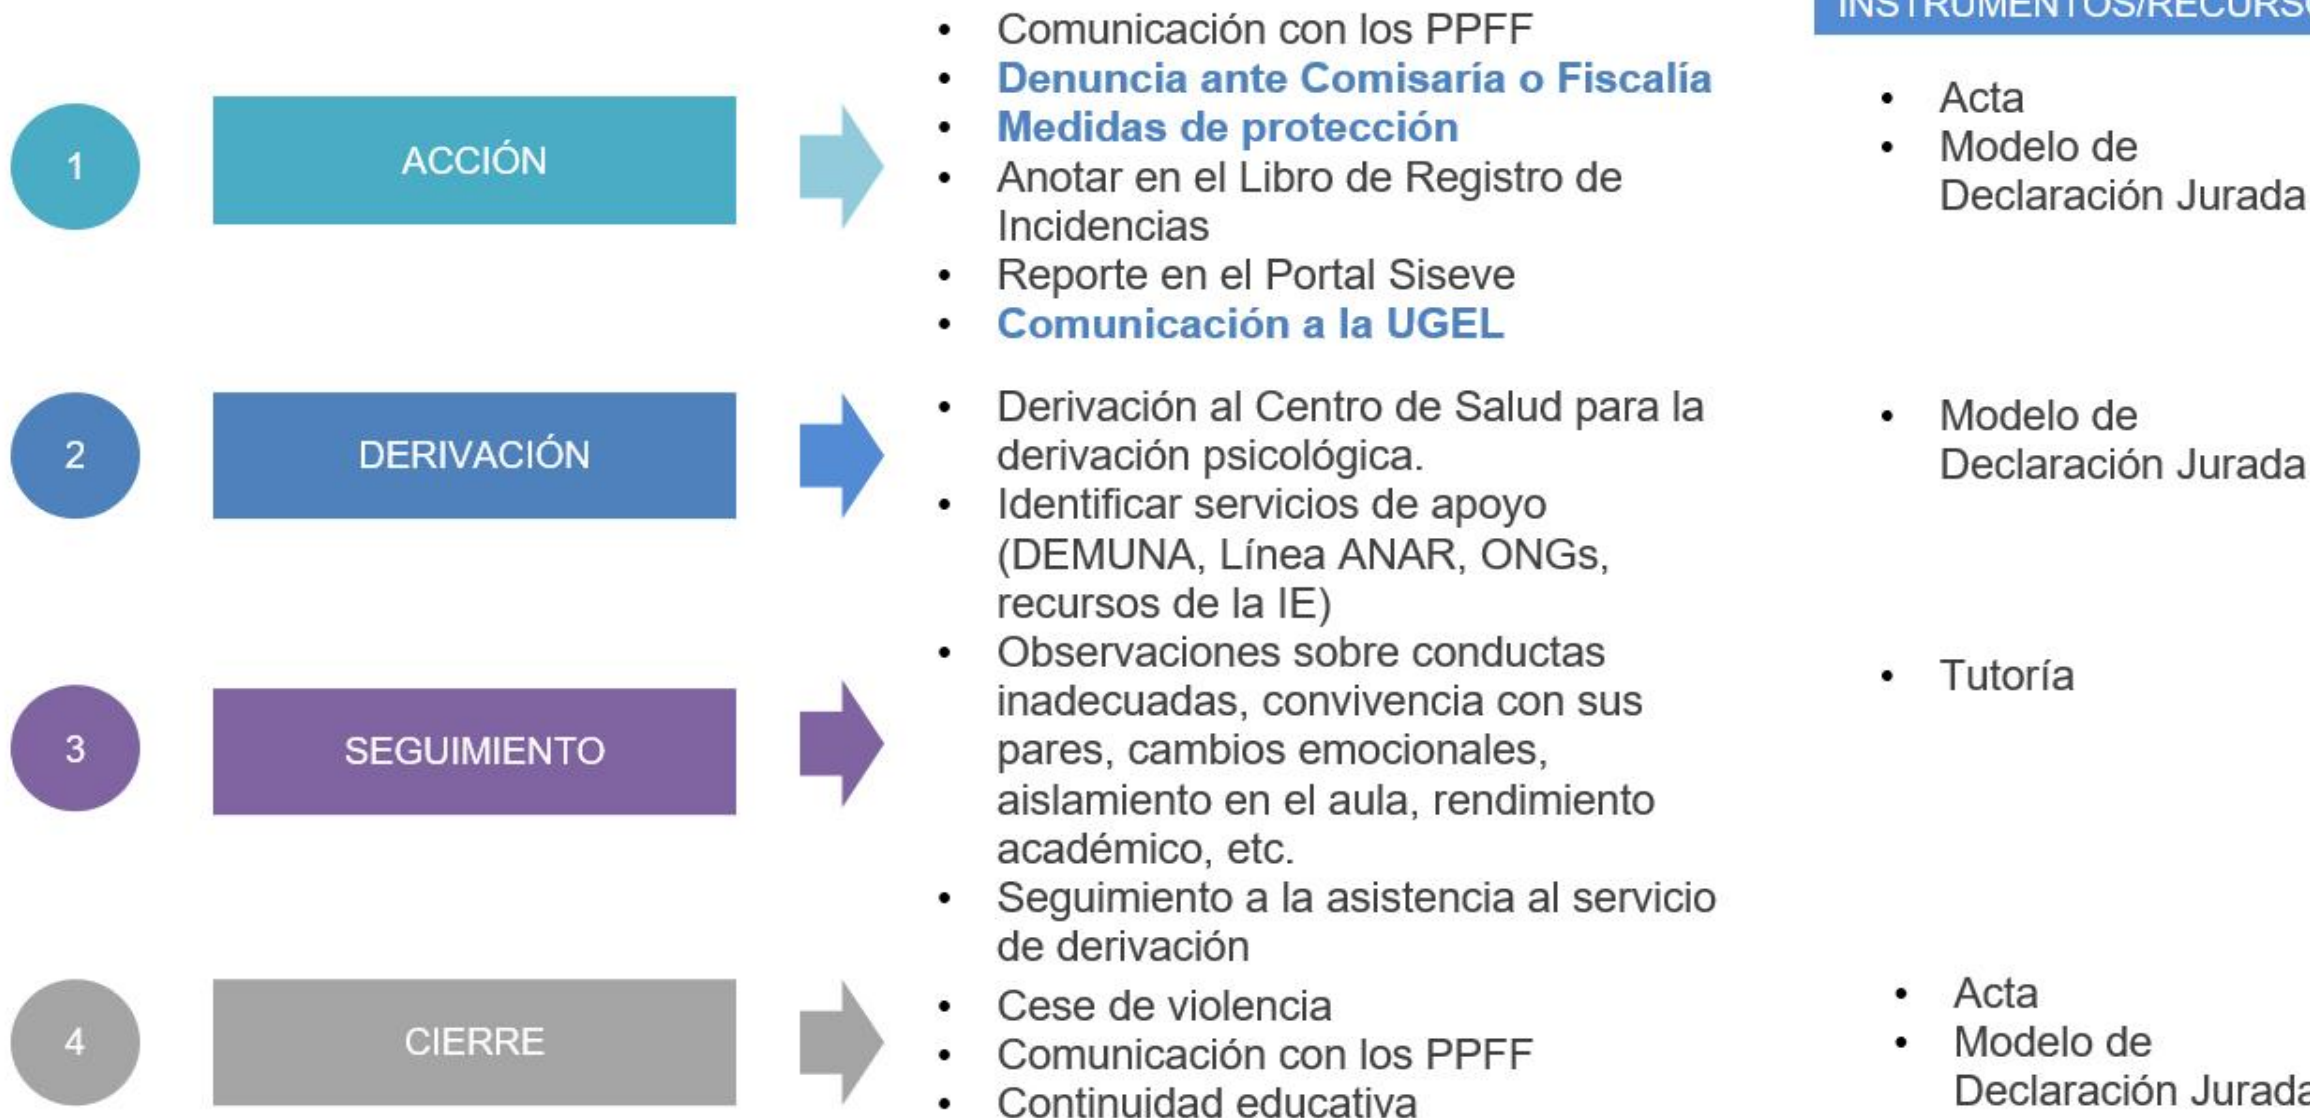 INSTRUMENTOS/RECURSO
1
ACCIÓN
• Comunicación con los PPFF
• Denuncia ante Comisaría o Fiscalía
• Medidas de protección
• Anotar en el Libro de Registro de
Incidencias
• Reporte en el Portal Siseve
• Comunicación a la UGEL
• Acta
• Modelo de
Declaración Jurada
2
DERIVACIÓN
• Derivación al Centro de Salud para la
derivación psicológica.
• Identificar servicios de apoyo
(DEMUNA, Línea ANAR, ONGs,
recursos de la IE)
• Modelo de
Declaración Jurada
3
SEGUIMIENTO
• Observaciones sobre conductas
inadecuadas, convivencia con sus
pares, cambios emocionales,
aislamiento en el aula, rendimiento
académico, etc.
• Seguimiento a la asistencia al servicio
de derivación
• Tutoría
4
CIERRE
• Cese de violencia
• Comunicación con los PPFF
• Continuidad educativa
• Acta
• Modelo de
Declaración Jurada